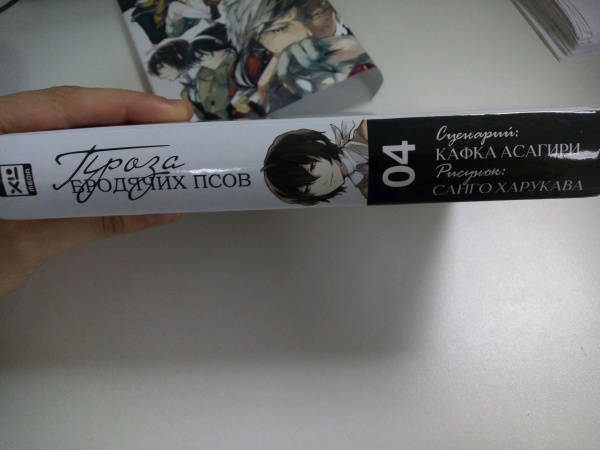 Проза
БРОДЯЧИХ ПСОВ
04
Сценарий:
КАФКА АСАГИРИ
Рисунок:
САНГО ХАРУКАВА